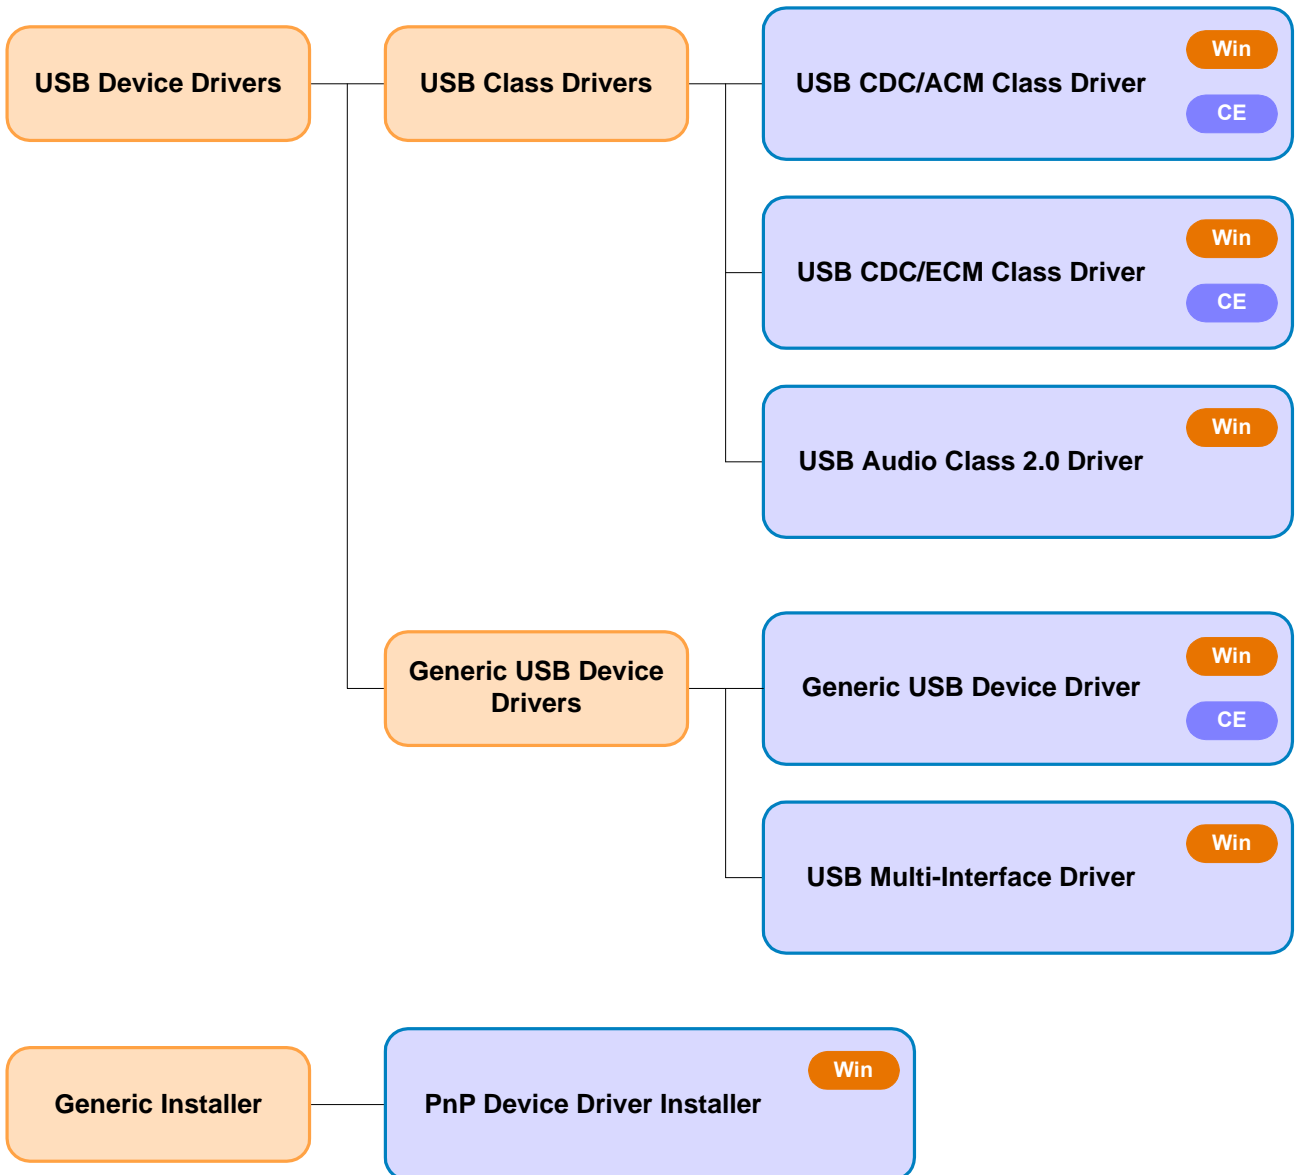 USB Device Drivers
USB Class Drivers
USB CDC/ACM Class Driver
Win
CE
USB CDC/ECM Class Driver
Win
CE
USB Audio Class 2.0 Driver
Win
Generic USB Device
Drivers
Generic USB Device Driver
Win
CE
USB Multi-Interface Driver
Win
Generic Installer
PnP Device Driver Installer
Win